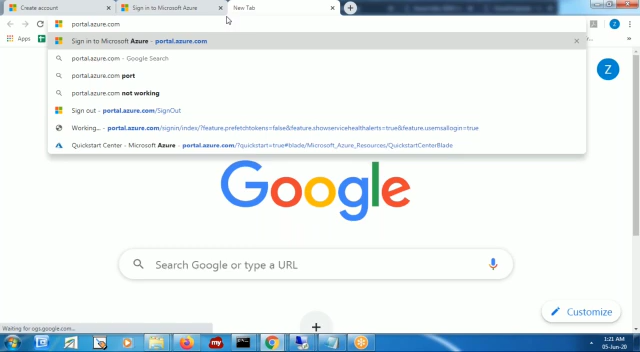 Create account
Sign in to Microsoft Azure
New Tab
portal.azure.com
Apps
Sign in to Microsoft Azure - portal.azure.com
portal.azure.com - Google Search
portal.azure.com port
portal.azure.com not working
Sign out - portal.azure.com/SignOut
Working... - portal.azure.com/signin/index/?feature.prefetchtokens=false&feature.showservicehealthalerts=true&feature.usemsallogin=true
Quickstart Center - Microsoft Azure - portal.azure.com/?quickstart=true#blade/Microsoft_Azure_Resources/QuickstartCenterBlade
Z
Google
Search Google or type a URL
Customize
Waiting for ogs.google.com...
my
1:21 AM
05-Jun-20